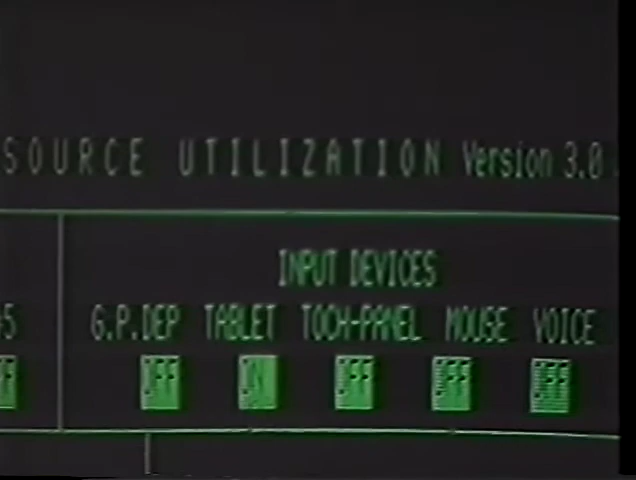 SOURCE UTILIZATION Version 3.0
INPUT DEVICES
G.P.DEP TABLET TOCH-PANEL MOUSE VOICE
OFF ON OFF OFF OFF